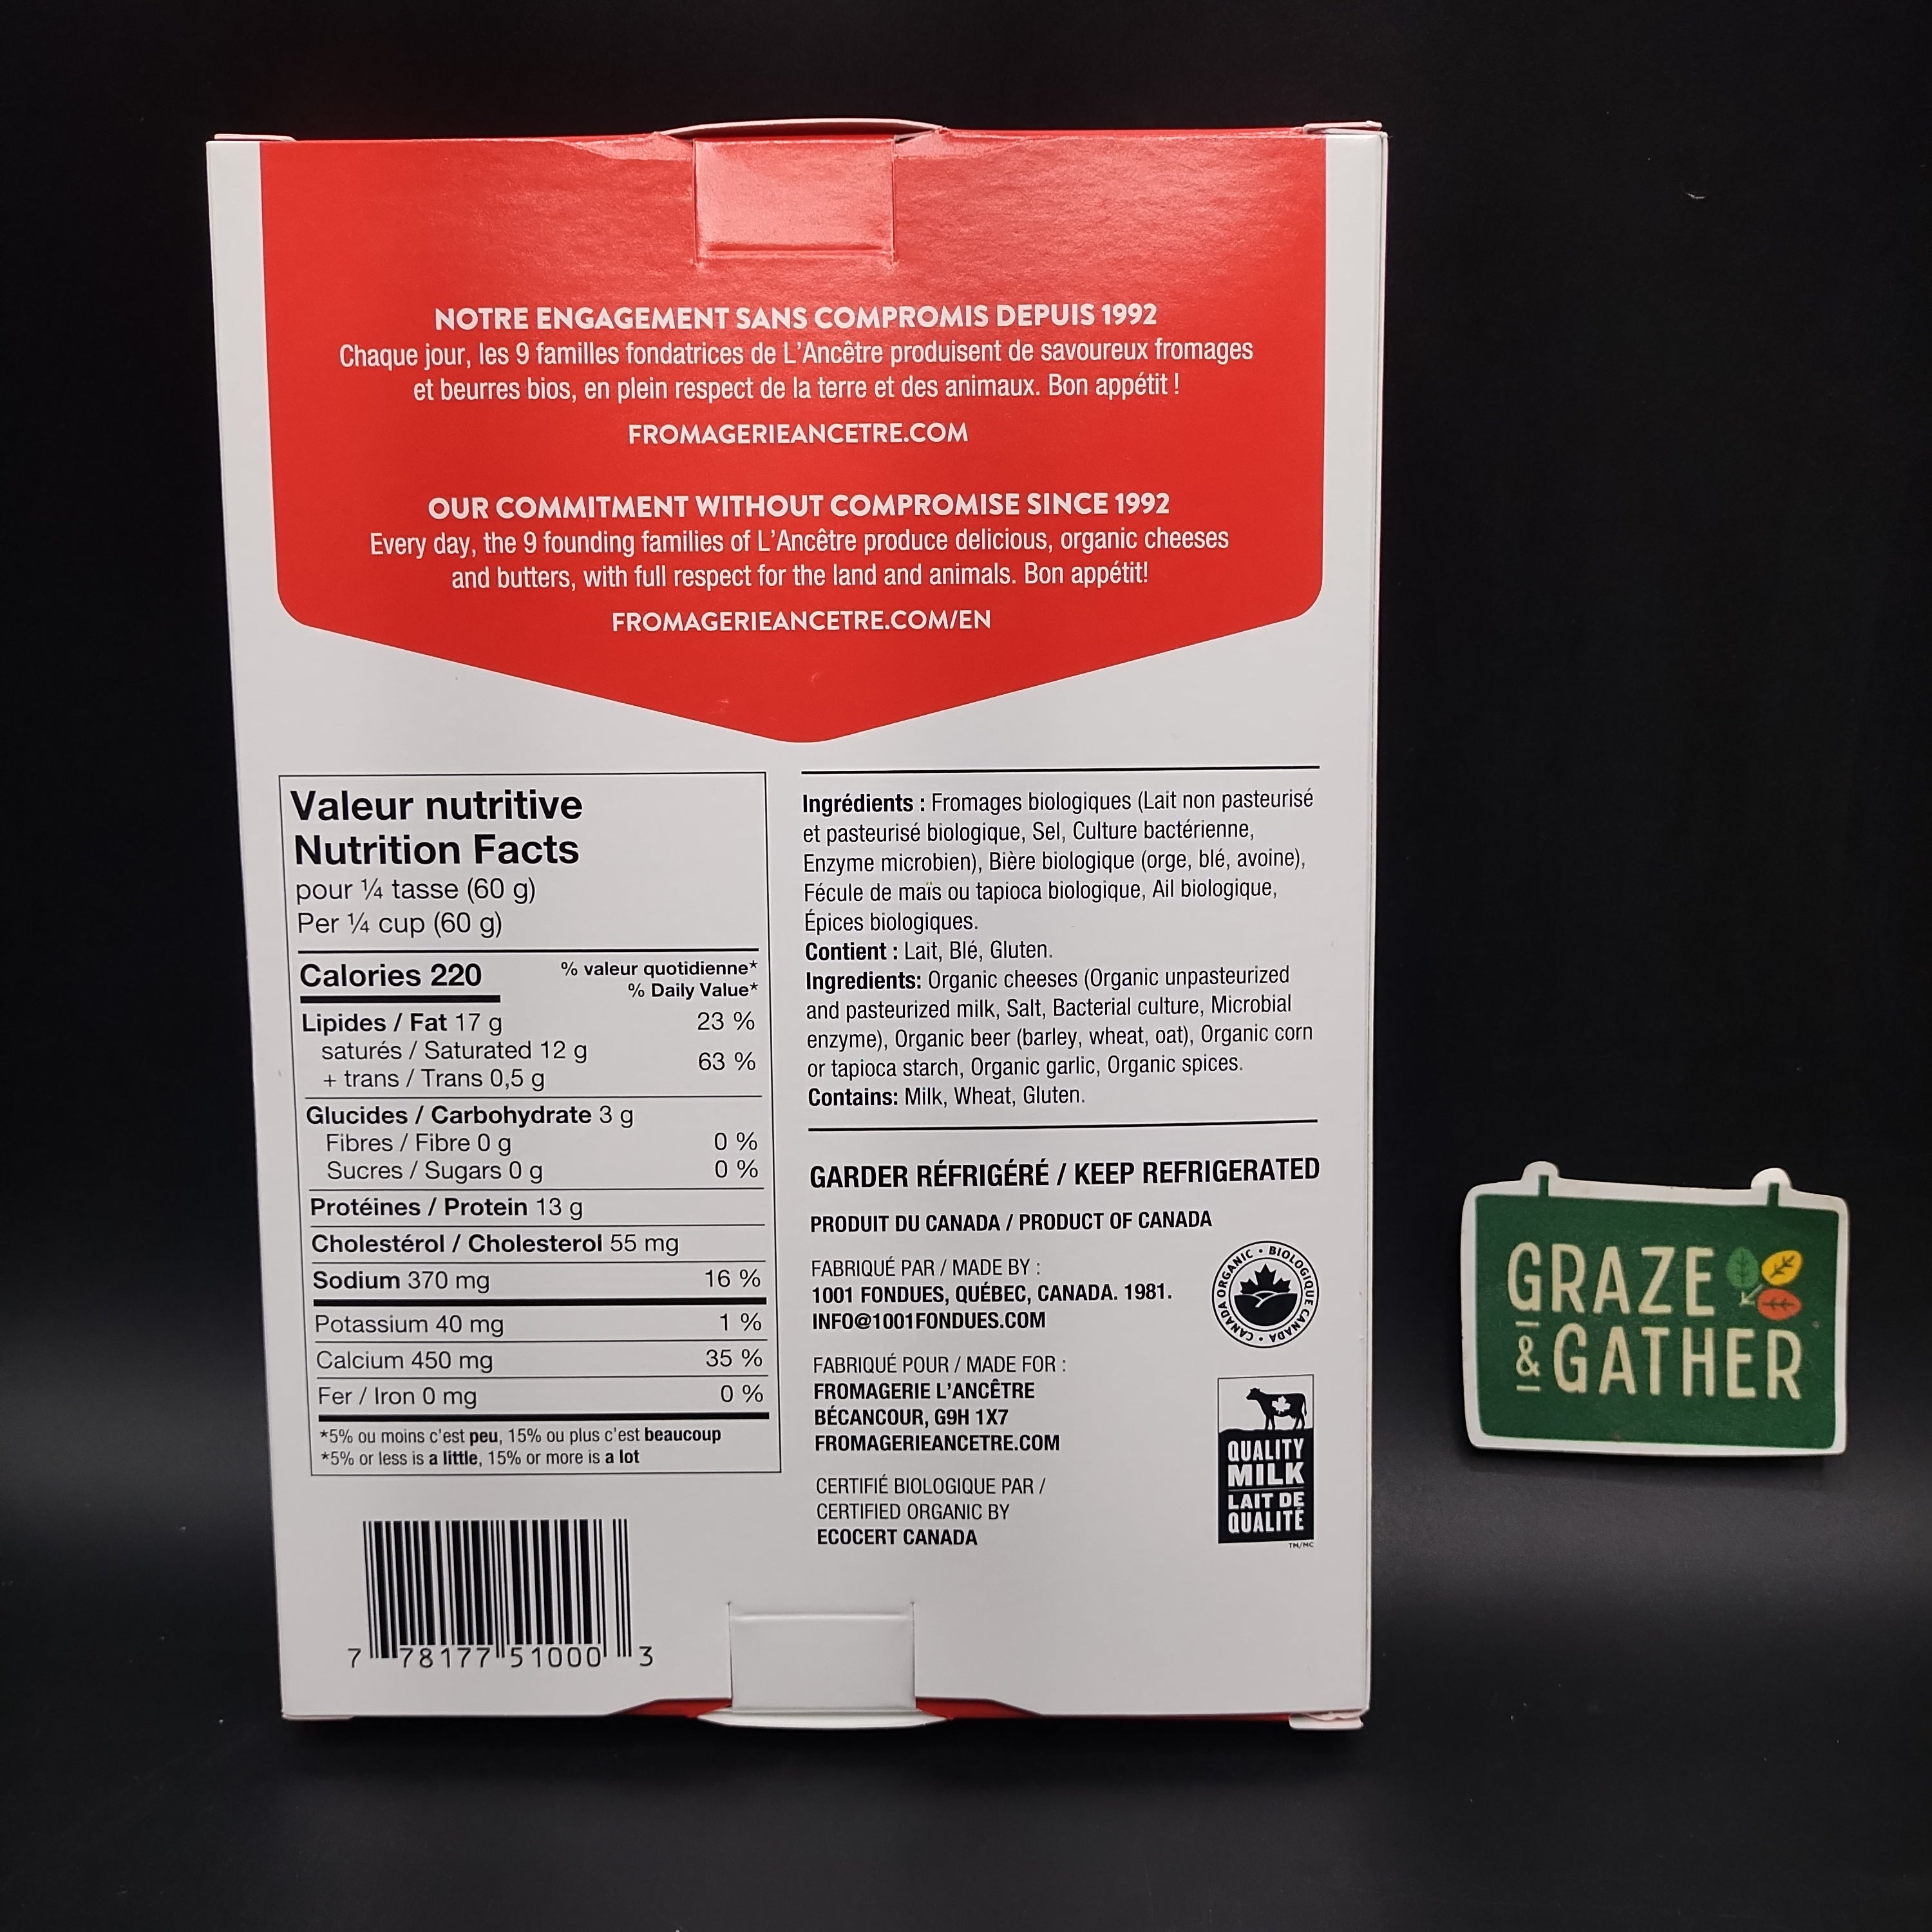 NOTRE ENGAGEMENT SANS COMPROMIS DEPUIS 1992
Chaque jour, les 9 familles fondatrices de L'Ancêtre produisent de savoureux fromages
et beurres bios, en plein respect de la terre et des animaux. Bon appétit !
FROMAGERIEANCETRE.COM
OUR COMMITMENT WITHOUT COMPROMISE SINCE 1992
Every day, the 9 founding families of L'Ancêtre produce delicious, organic cheeses
and butters, with full respect for the land and animals. Bon appétit!
FROMAGERIEANCETRE.COM/EN
Valeur nutritive
Nutrition Facts
pour ¼ tasse (60 g)
Per ¼ cup (60 g)
Calories 220
% valeur quotidienne*
% Daily Value*
Lipides / Fat 17 g 23 %
saturés / Saturated 12 g
+ trans / Trans 0,5 g
63 %
Glucides / Carbohydrate 3 g
Fibres / Fibre 0 g 0 %
Sucres / Sugars 0 g 0 %
Protéines / Protein 13 g
Cholestérol / Cholesterol 55 mg
Sodium 370 mg 16 %
Potassium 40 mg 1 %
Calcium 450 mg 35 %
Fer / Iron 0 mg 0 %
*5% ou moins c'est peu, 15% ou plus c'est beaucoup
*5% or less is a little, 15% or more is a lot
7 78177 51000 3
Ingrédients : Fromages biologiques (Lait non pasteurisé
et pasteurisé biologique, Sel, Culture bactérienne,
Enzyme microbien), Bière biologique (orge, blé, avoine),
Fécule de maïs ou tapioca biologique, Ail biologique,
Épices biologiques.
Contient : Lait, Blé, Gluten.
Ingredients: Organic cheeses (Organic unpasteurized
and pasteurized milk, Salt, Bacterial culture, Microbial
enzyme), Organic beer (barley, wheat, oat), Organic corn
or tapioca starch, Organic garlic, Organic spices.
Contains: Milk, Wheat, Gluten.
GARDER RÉFRIGÉRÉ / KEEP REFRIGERATED
PRODUIT DU CANADA / PRODUCT OF CANADA
FABRIQUÉ PAR / MADE BY :
1001 FONDUES, QUÉBEC, CANADA. 1981.
INFO@1001FONDUES.COM
FABRIQUÉ POUR / MADE FOR :
FROMAGERIE L'ANCÊTRE
BÉCANCOUR, G9H 1X7
FROMAGERIEANCETRE.COM
CERTIFIÉ BIOLOGIQUE PAR /
CERTIFIED ORGANIC BY
ECOCERT CANADA
CANADA ORGANIC • BIOLOGIQUE CANADA •
QUALITY
MILK
LAIT DE
QUALITÉ
TM/MC
GRAZE
& GATHER